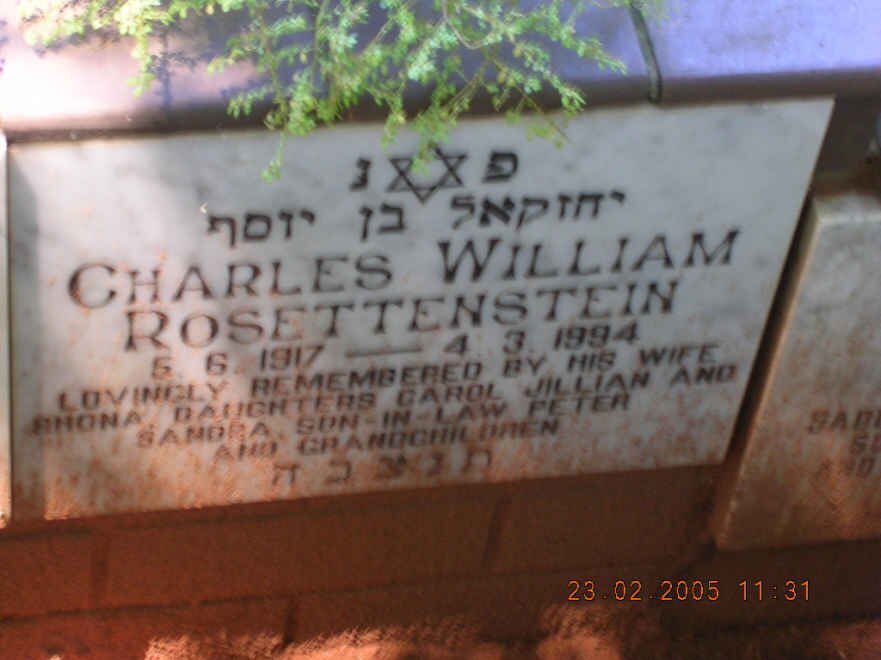 פ נ
יחזקאל בן יוסף
CHARLES WILLIAM
ROSETTENSTEIN
5. 6. 1917 — 4. 3. 1994
LOVINGLY REMEMBERED BY HIS WIFE
RHONA, DAUGHTERS CAROL JILLIAN AND
SANDRA SON-IN-LAW PETER
AND GRANDCHILDREN
ת נ צ ב ה
23.02.2005 11:31